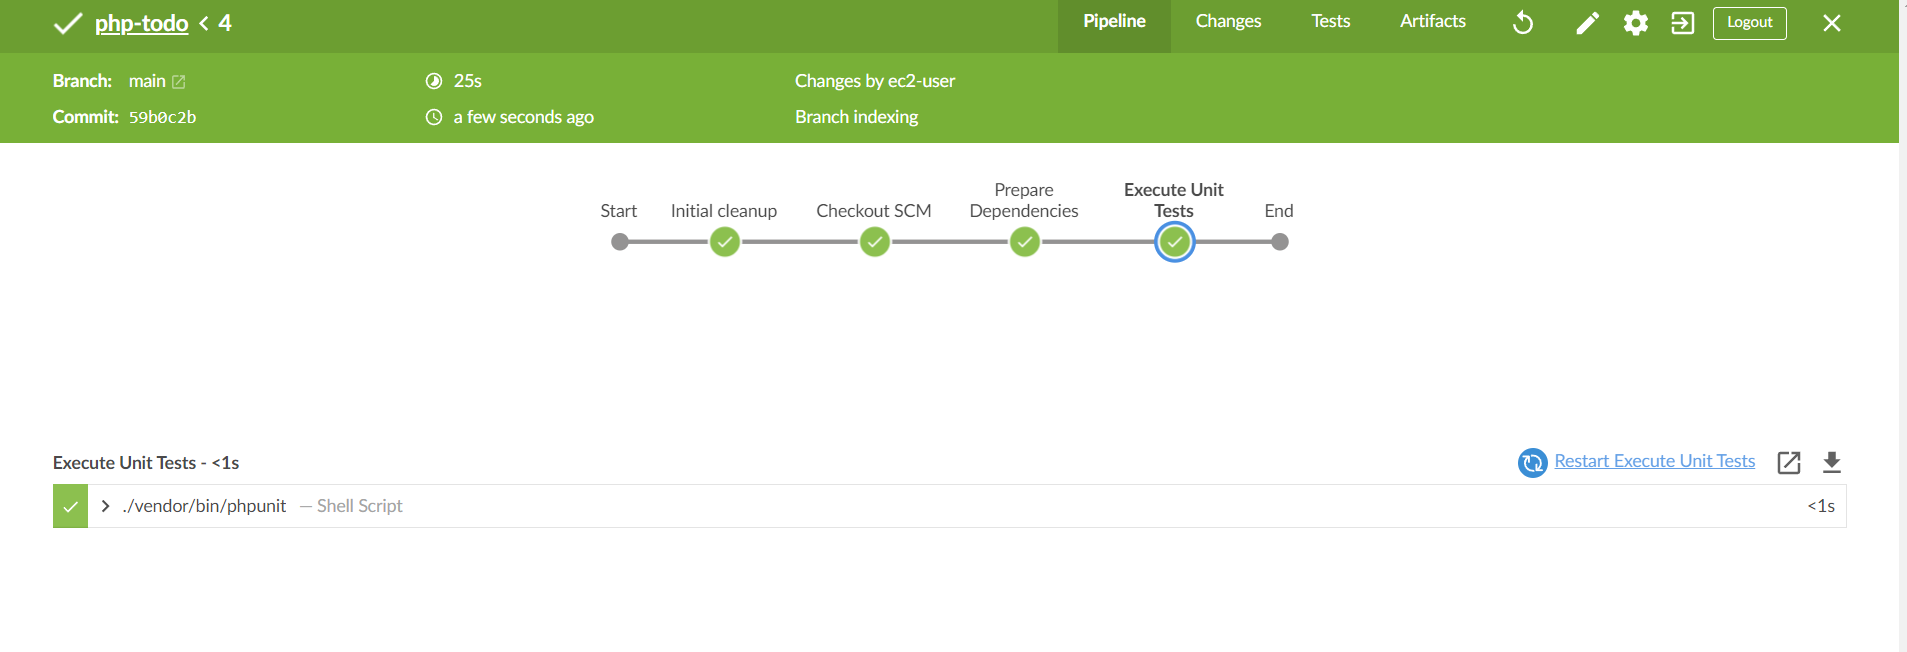 php-todo < 4
Pipeline
Changes
Tests
Artifacts
Logout
Branch: main
25s
Changes by ec2-user
Commit: 59b0c2b
a few seconds ago
Branch indexing
Start
Initial cleanup
Checkout SCM
Prepare
Dependencies
Execute Unit
Tests
End
Execute Unit Tests - <1s
Restart Execute Unit Tests
./vendor/bin/phpunit — Shell Script
<1s